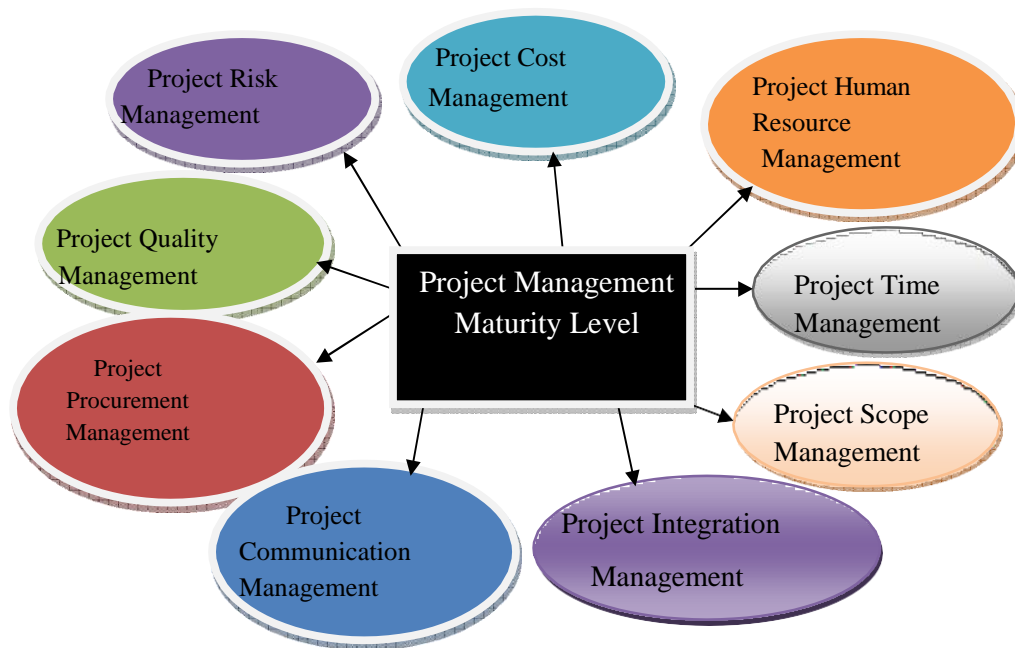 Project Risk
Management
Project Cost
Management
Project Human
Resource
Management
Project Quality
Management
Project Management
Maturity Level
Project Time
Management
Project
Procurement
Management
Project Scope
Management
Project
Communication
Management
Project Integration
Management